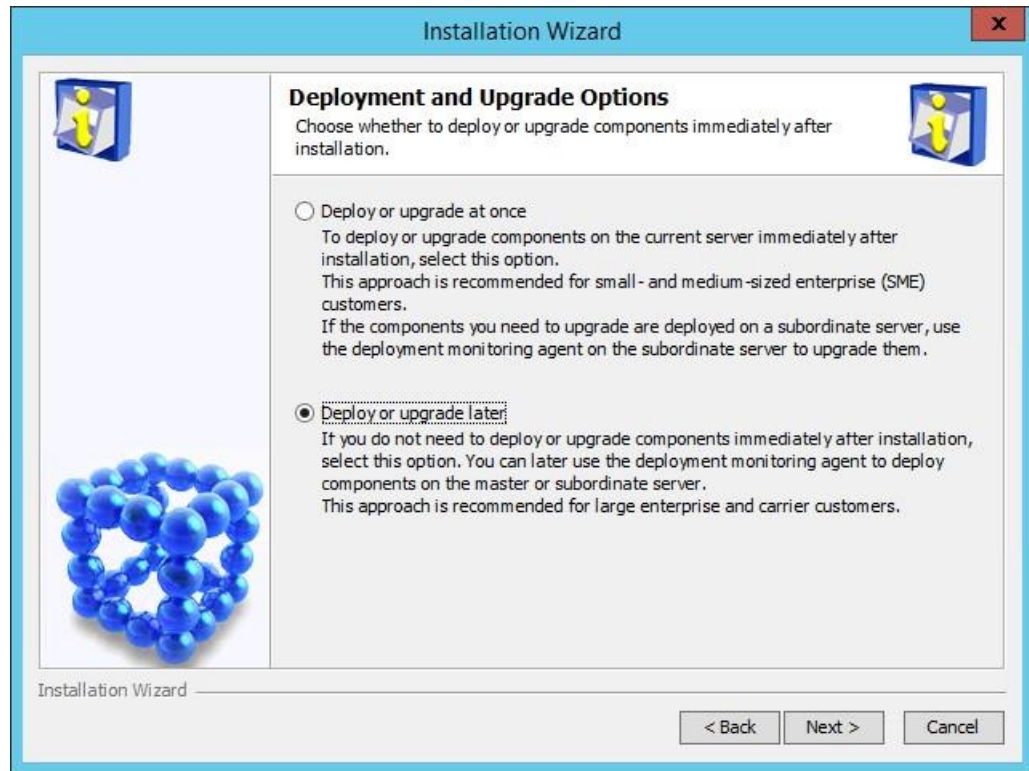 Installation Wizard
x
Deployment and Upgrade Options
Choose whether to deploy or upgrade components immediately after
installation.
Deploy or upgrade at once
To deploy or upgrade components on the current server immediately after
installation, select this option.
This approach is recommended for small- and medium-sized enterprise (SME)
customers.
If the components you need to upgrade are deployed on a subordinate server, use
the deployment monitoring agent on the subordinate server to upgrade them.
Deploy or upgrade later
If you do not need to deploy or upgrade components immediately after installation,
select this option. You can later use the deployment monitoring agent to deploy
components on the master or subordinate server.
This approach is recommended for large enterprise and carrier customers.
Installation Wizard
< Back Next > Cancel